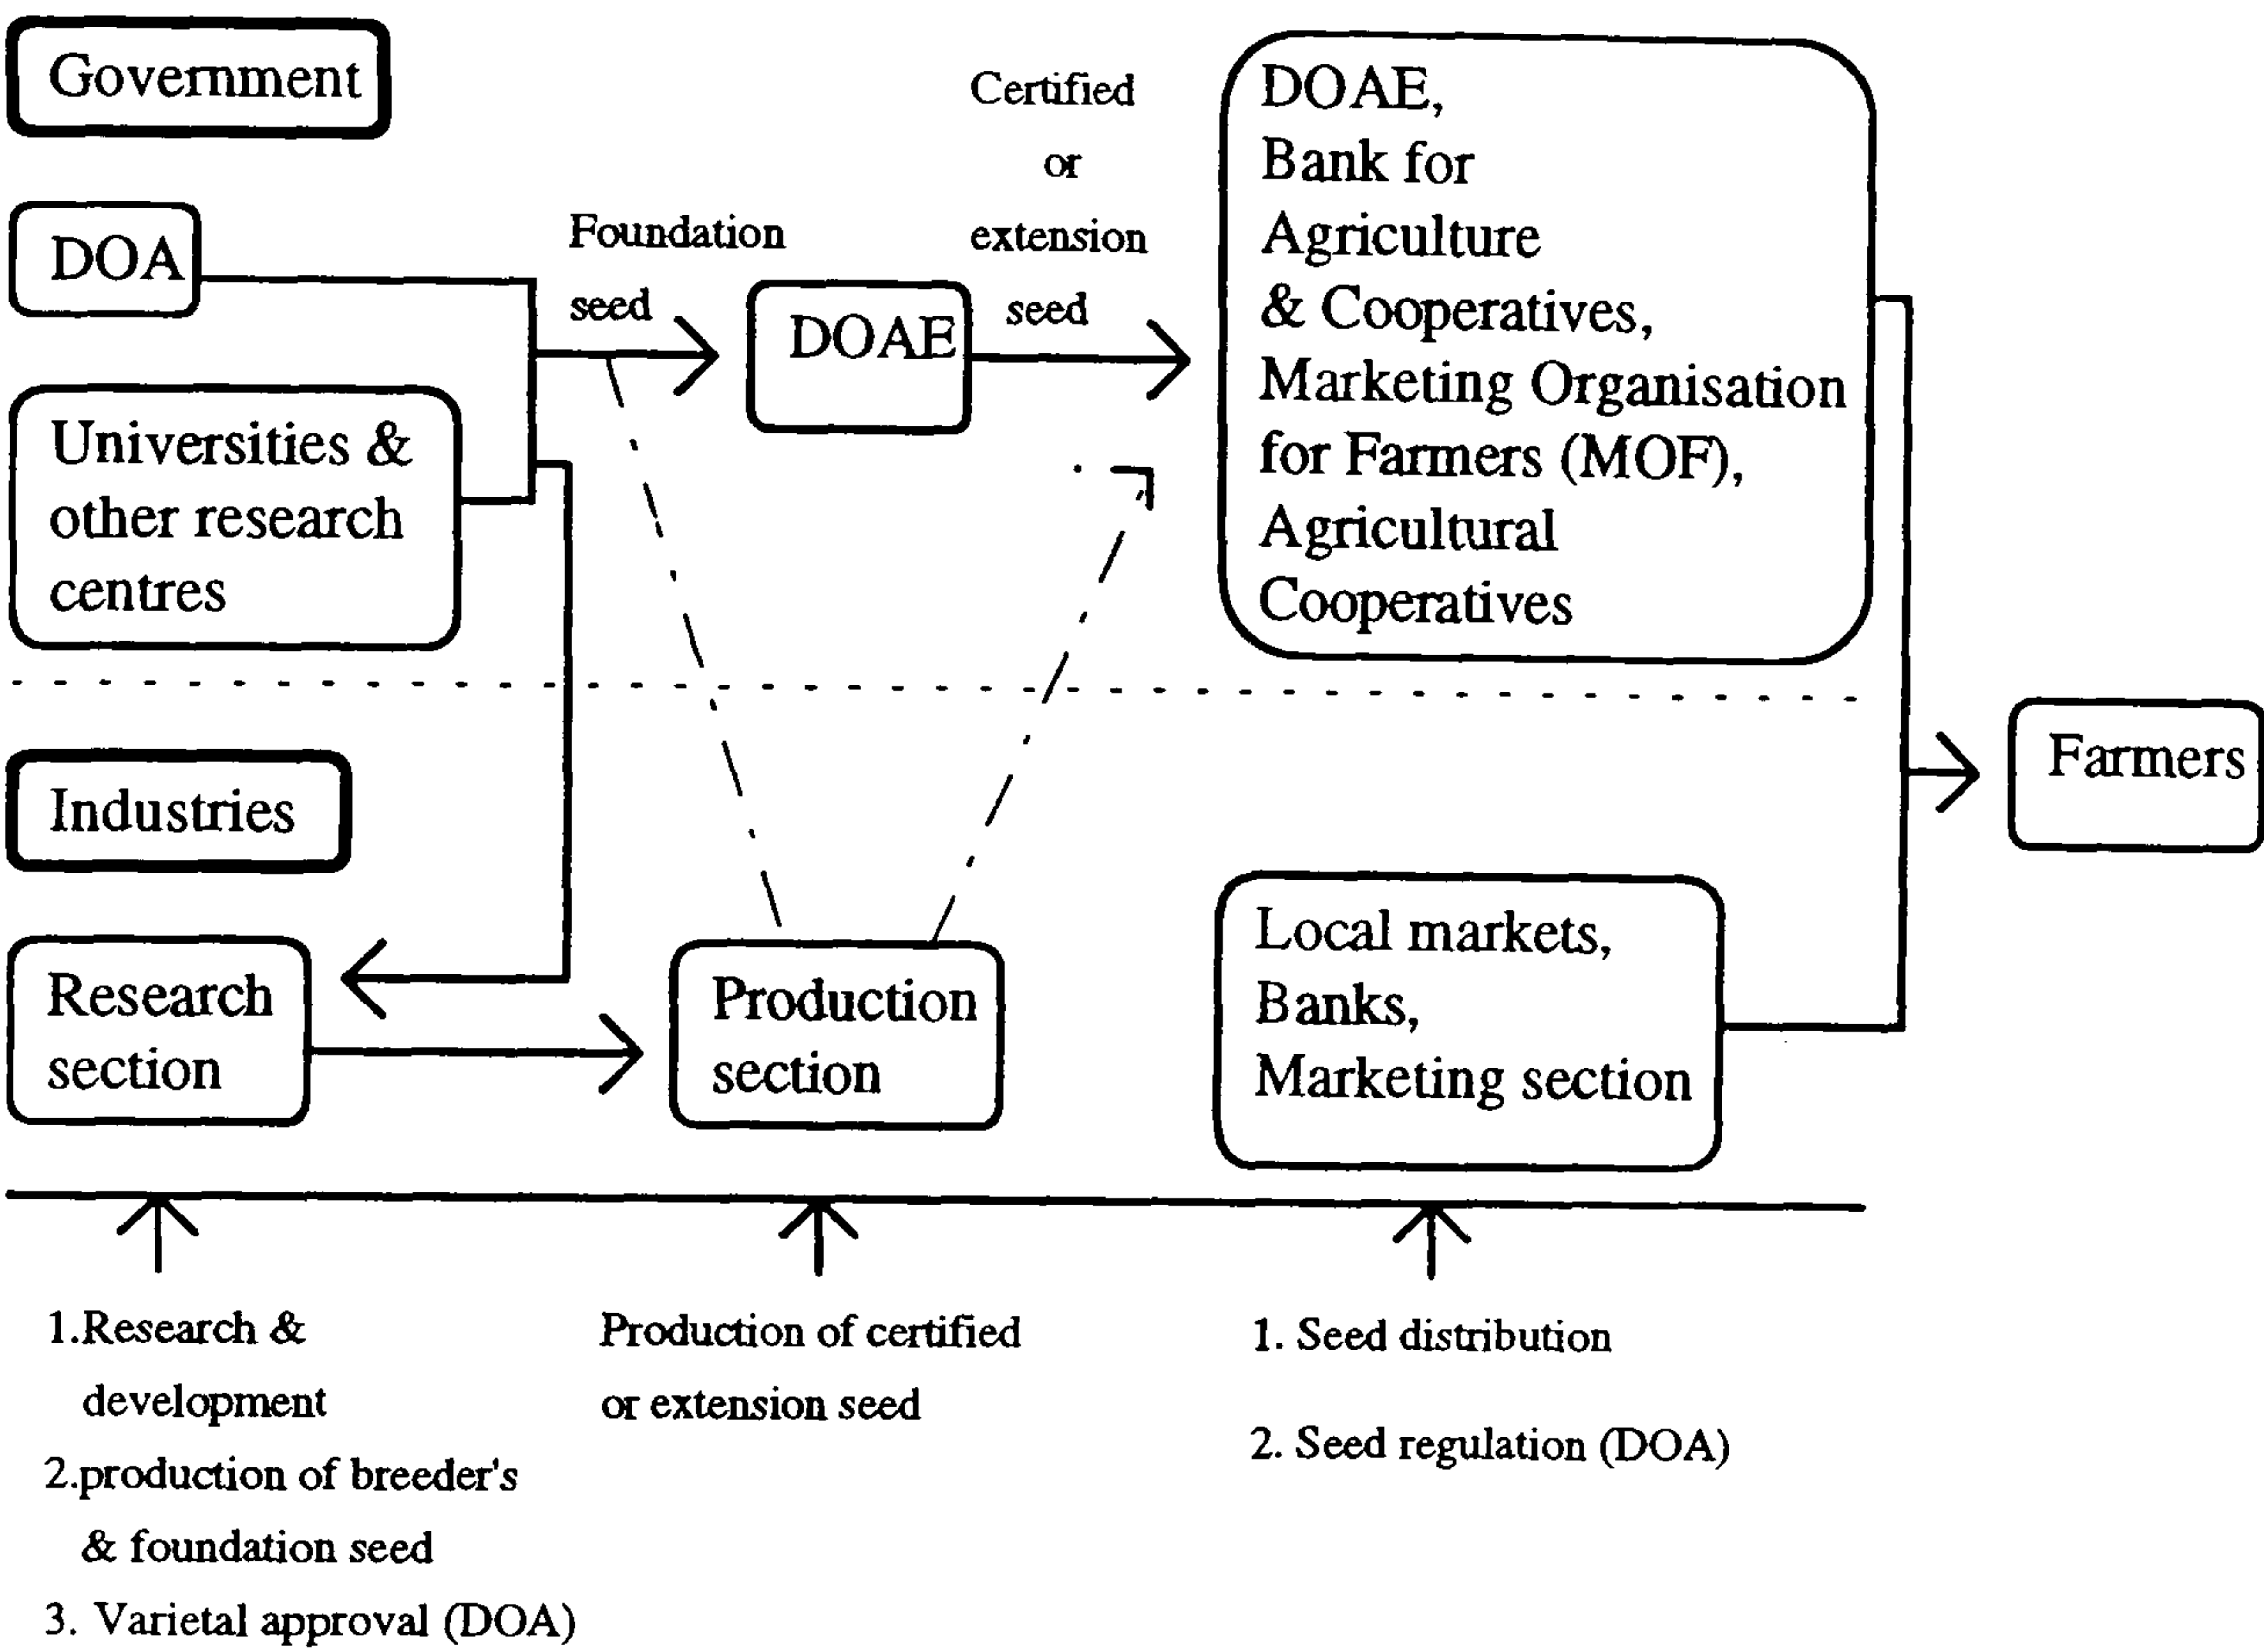 Government
DOA
Universities &
other research
centres
Foundation
seed
DOAE
Certified
or
extension
seed
DOAE,
Bank for
Agriculture
& Cooperatives,
Marketing Organisation
for Farmers (MOF),
Agricultural
Cooperatives
Industries
Research
section
Production
section
Local markets,
Banks,
Marketing section
Farmers
1.Research &
development
2.production of breeder's
& foundation seed
3. Varietal approval (DOA)
Production of certified
or extension seed
1. Seed distribution
2. Seed regulation (DOA)